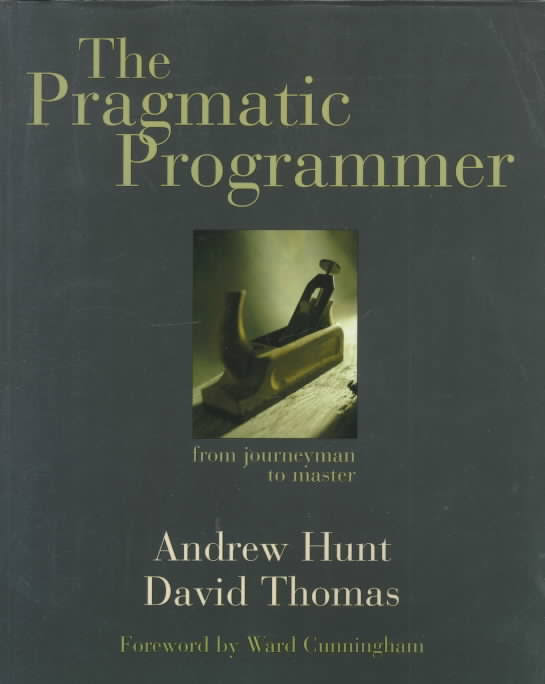 The
Pragmatic
Programmer
from journeyman
to master
Andrew Hunt
David Thomas
Foreword by Ward Cunningham